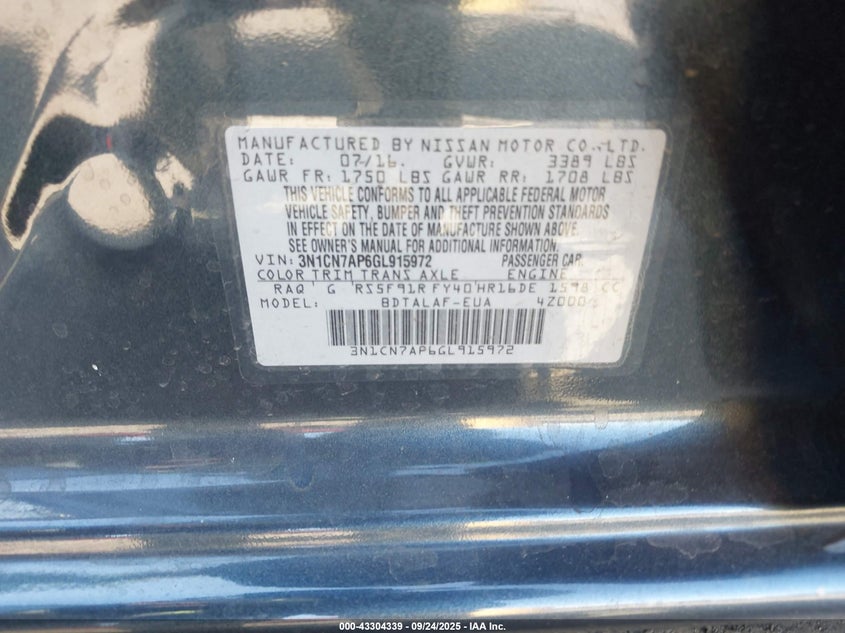 MANUFACTURED BY NISSAN MOTOR CO.,LTD.
DATE: 07/16. GVWR: 3389 LBS
GAWR FR: 1750 LBS GAWR RR: 1708 LBS
THIS VEHICLE CONFORMS TO ALL APPLICABLE FEDERAL MOTOR
VEHICLE SAFETY, BUMPER AND THEFT PREVENTION STANDARDS
IN EFFECT ON THE DATE OF MANUFACTURE SHOWN ABOVE.
SEE OWNER'S MANUAL FOR ADDITIONAL INFORMATION.
VIN: 3N1CN7AP6GL915972 PASSENGER CAR
COLOR TRIM TRANS AXLE ENGINE
RAQ G RS5F91R FY40 HR16DE 1598 CC
MODEL: BDTALAF-EUA
3N1CN7AP6GL915972
000-43304339 - 09/24/2025 - IAA Inc.